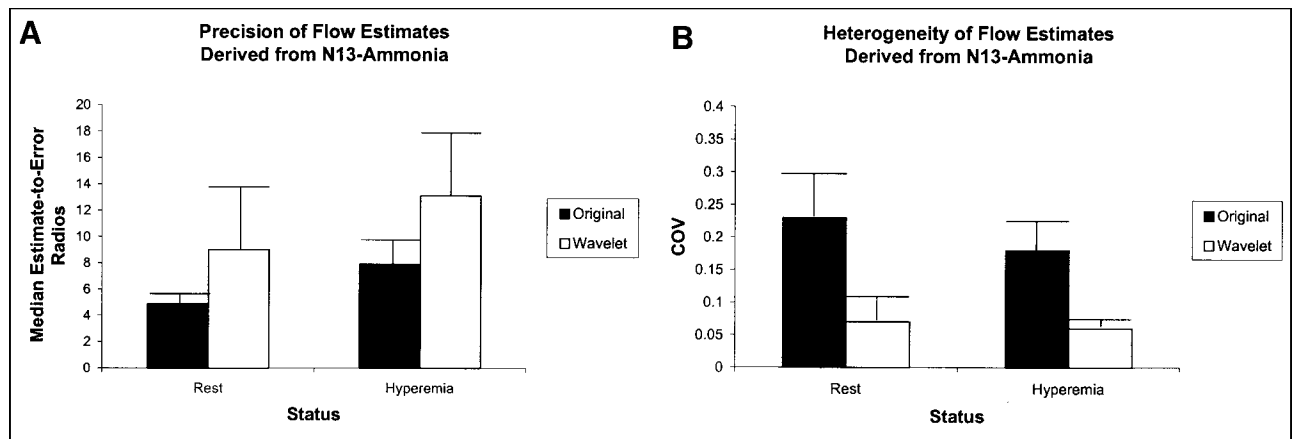 A
Precision of Flow Estimates
Derived from N13-Ammonia
Median Estimate-to-Error
Radios
20
18
16
14
12
10
8
6
4
2
0
Rest
Hyperemia
Status
Original
Wavelet
B
Heterogeneity of Flow Estimates
Derived from N13-Ammonia
COV
0.4
0.35
0.3
0.25
0.2
0.15
0.1
0.05
0
Rest
Hyperemia
Status
Original
Wavelet